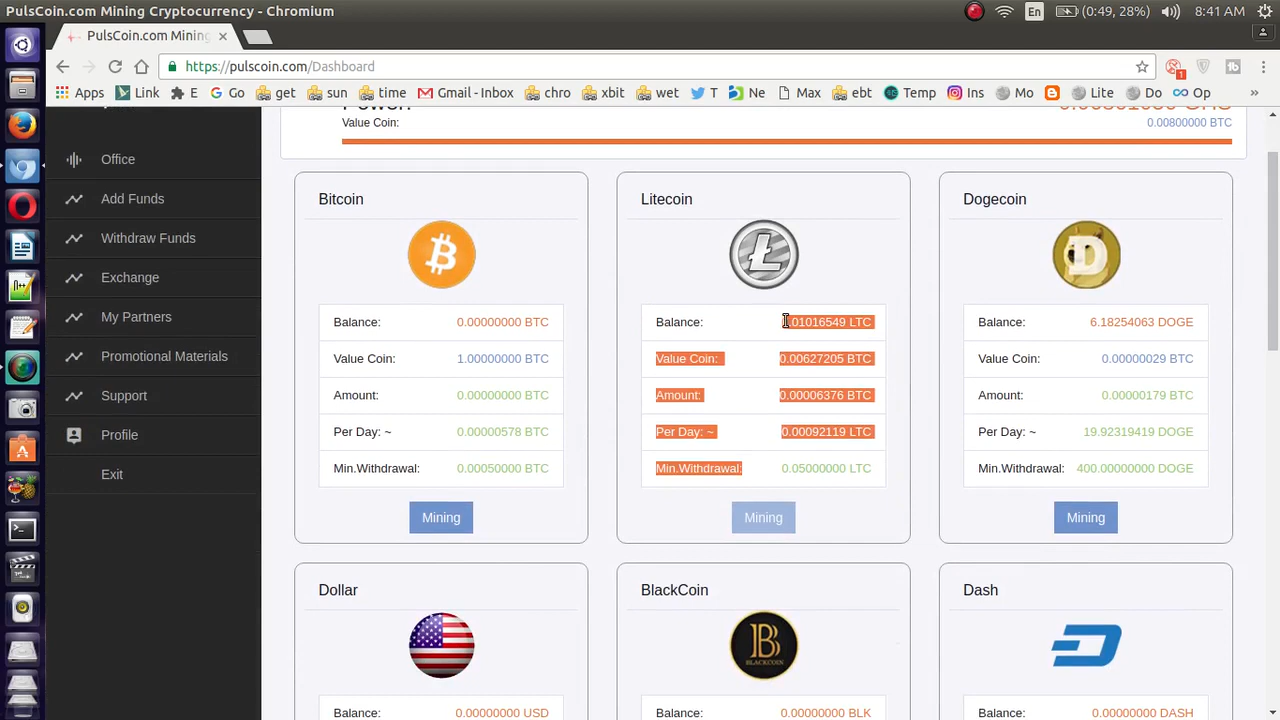 PulsCoin.com Mining Cryptocurrency - Chromium
En
(0:49, 28%)
8:41 AM
PulsCoin.com Mining
https://pulscoin.com/Dashboard
Apps Link E Go get sun time Gmail - Inbox chro xbit wet T N Max ebt Temp Ins Mo Lite Do Op
Value Coin: 0.00800000 BTC
Office
Add Funds
Withdraw Funds
Exchange
My Partners
Promotional Materials
Support
Profile
Exit
Bitcoin
Balance: 0.00000000 BTC
Value Coin: 1.00000000 BTC
Amount: 0.00000000 BTC
Per Day: ~ 0.00000578 BTC
Min.Withdrawal: 0.00050000 BTC
Mining
Litecoin
Balance: 0.01016549 LTC
Value Coin: 0.00627205 BTC
Amount: 0.00006376 BTC
Per Day: ~ 0.00092119 LTC
Min.Withdrawal: 0.05000000 LTC
Mining
Dogecoin
Balance: 6.18254063 DOGE
Value Coin: 0.00000029 BTC
Amount: 0.00000179 BTC
Per Day: ~ 19.92319419 DOGE
Min.Withdrawal: 400.00000000 DOGE
Mining
Dollar
Balance: 0.00000000 USD
BlackCoin
BLACKCOIN
Balance: 0.00000000 BLK
Dash
Balance: 0.00000000 DASH